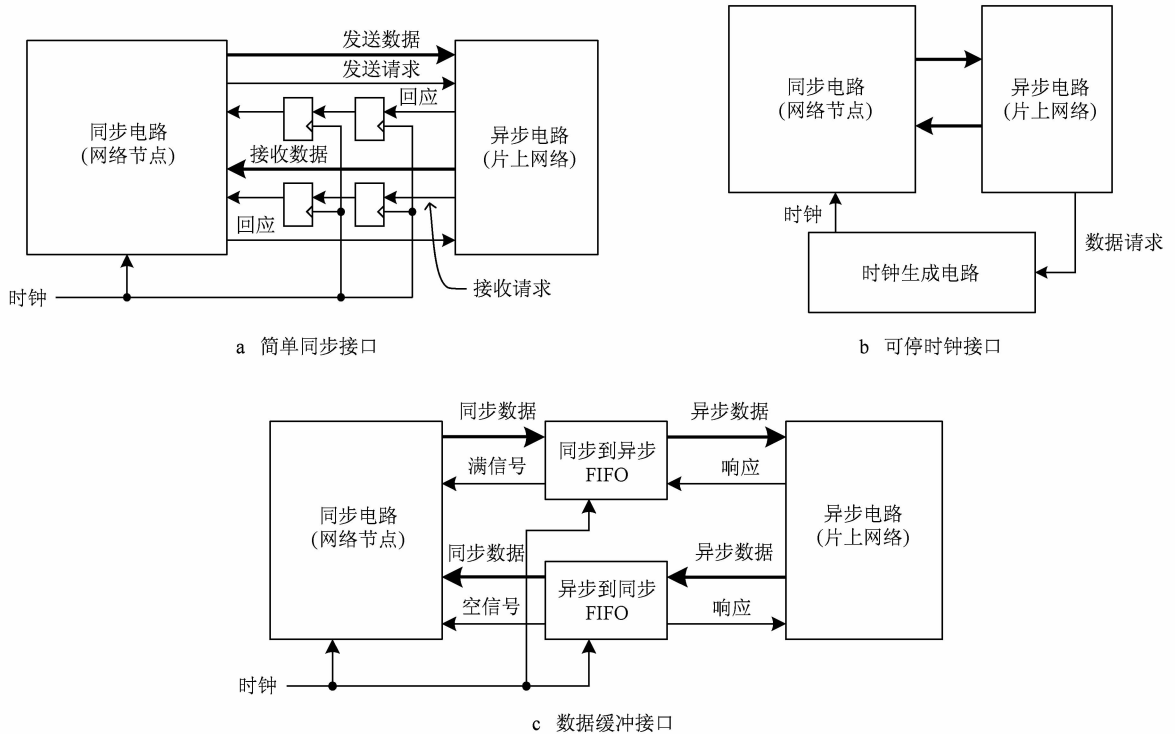 发送数据
发送请求
回应
同步电路
(网络节点)
接收数据
异步电路
(片上网络)
回应
时钟
接收请求
a 简单同步接口
同步电路
(网络节点)
异步电路
(片上网络)
时钟
数据请求
时钟生成电路
b 可停时钟接口
同步数据
异步数据
同步到异步
FIFO
满信号
响应
同步电路
(网络节点)
异步电路
(片上网络)
同步数据
异步数据
异步到同步
FIFO
空信号
响应
时钟
c 数据缓冲接口